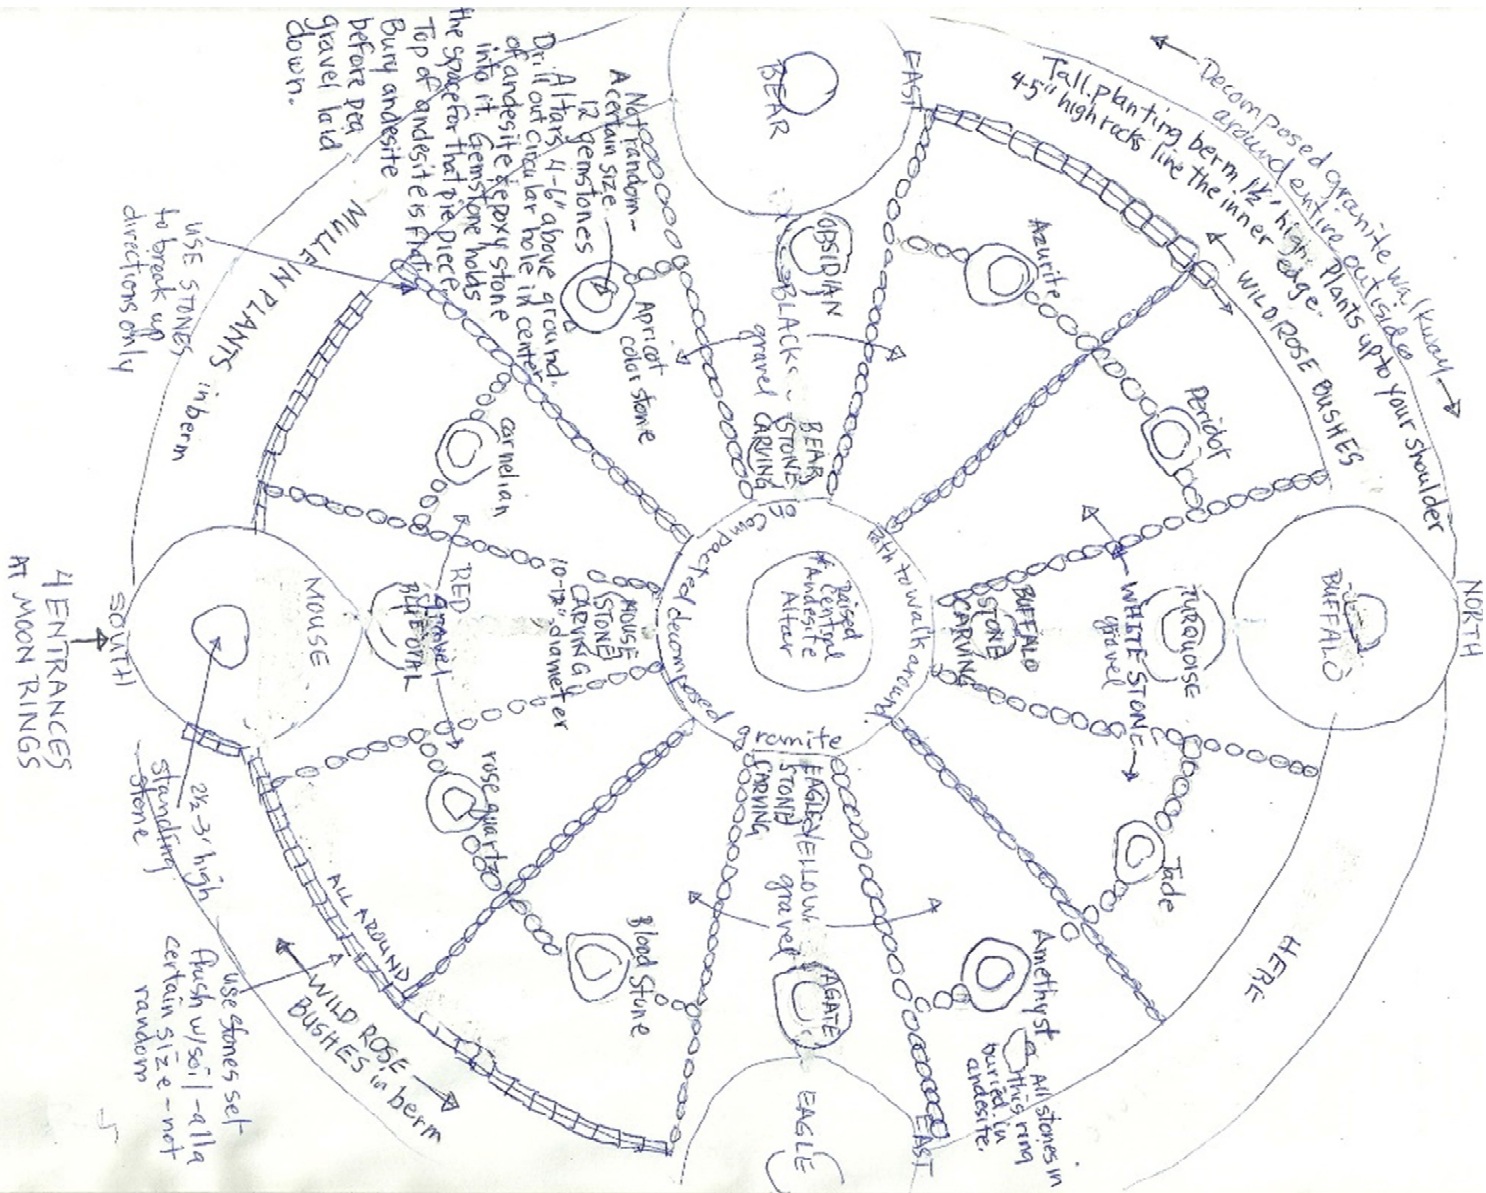 Decomposed granite walkway
around entire outside
Tall planting berm 1½' high. Plants up to your shoulder
4-5" high rocks line the inner edge.
WILD ROSE BUSHES
NORTH
BUFFALO
TURQUOISE
WHITE STONE
gravel
BUFFALO
STONE
CARVING
Peridot
Azurite
EAST
BEAR
OBSIDIAN
BLACK
gravel
BEAR
STONE
CARVING
Not random-
A certain size
12 gemstones
Altars 4-6" above ground.
Drill out circular hole in center
of andesite & epoxy stone
into it. Gemstone holds
the space for that pie piece
Top of andesite is flat
Bury andesite
before pea
gravel laid
down.
Apricot
color stone
USE STONES
to break up
directions only
MULLEIN PLANTS in berm
carnelian
RED
gravel
MOUSE
STONE
CARVING
10-12" diameter
MOUSE
SOUTH
4 ENTRANCES
AT MOON RINGS
2½-3' high
standing
stone
rose quartz
ALL AROUND
WILD ROSE
BUSHES in berm
use stones set
flush w/soil - all a
certain size - not
random
Blood Stone
Compacted decomposed
granite
Path to walk around
Raised
Central
Andesite
Altar
EAGLE
STONE
CARVING
YELLOW
gravel
AGATE
EAGLE
EAST
Amethyst
All stones in
this ring
buried in
andesite.
Jade
HERE